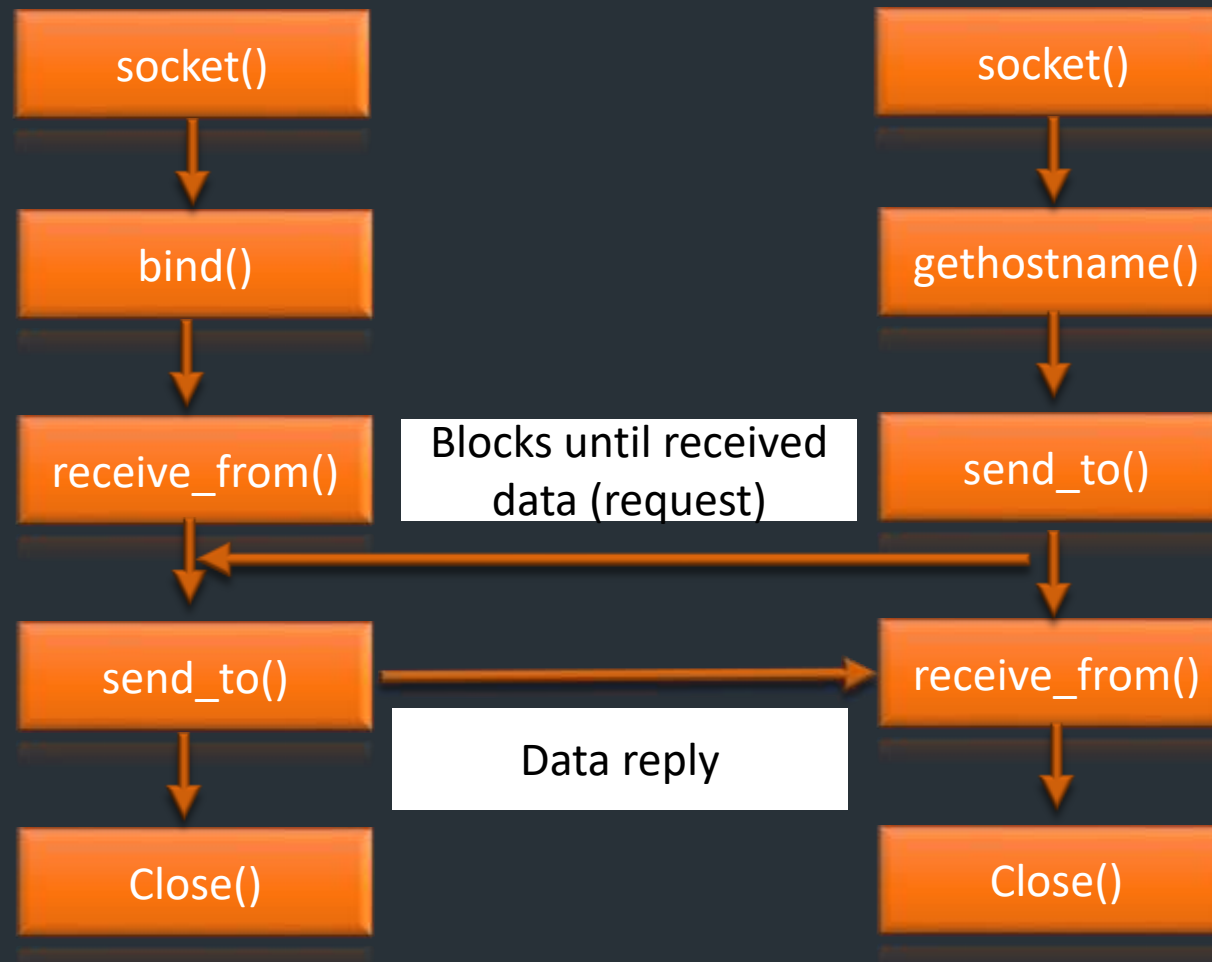 socket()
socket()
bind()
gethostname()
receive_from()
Blocks until received
data (request)
send_to()
send_to()
receive_from()
Data reply
Close()
Close()